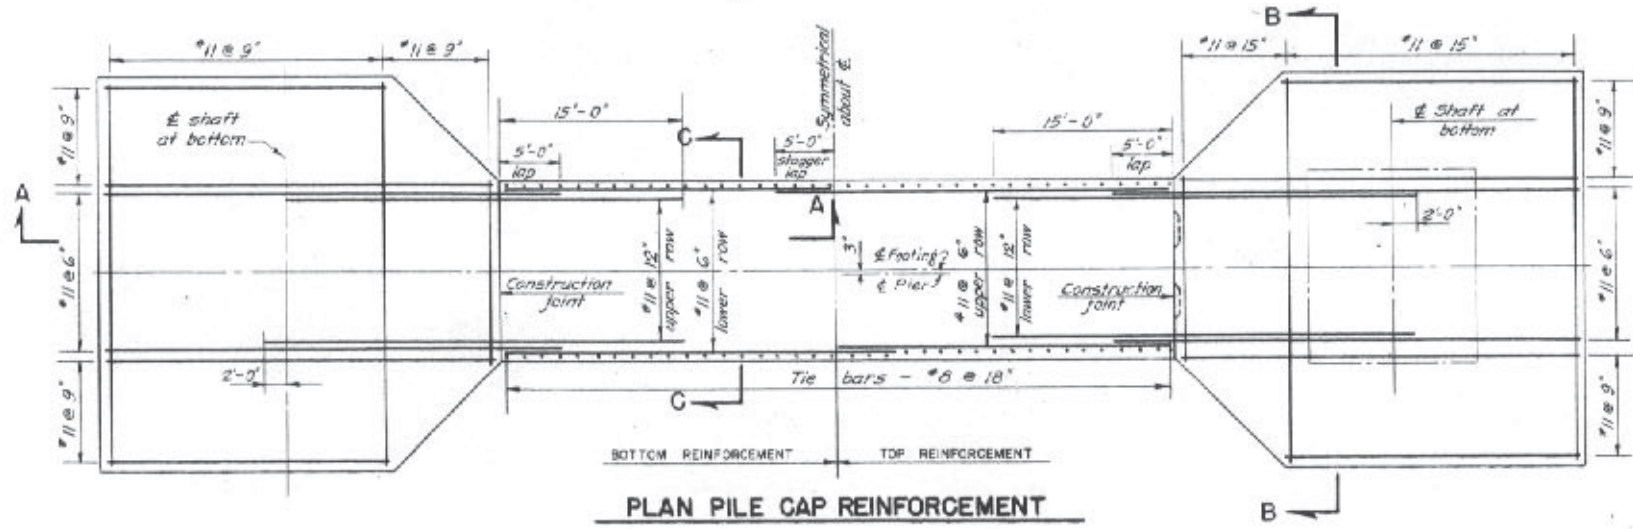 #11 @ 9"
#11 @ 9"
Symmetrical
about ℄
B
#11 @ 15"
#11 @ 15"
℄ shaft
at bottom
15'-0"
C
5'-0"
lap
5'-0"
stagger
lap
15'-0"
5'-0"
lap
℄ Shaft at
bottom
#11 @ 9"
#11 @ 9"
A
A
2'-0"
#11 @ 6"
#11 @ 6"
Construction
joint
#11 @ 12"
upper row
#11 @ 6"
lower row
3"
℄ Footing
℄ Pier
#11 @ 6"
upper row
#11 @ 12"
lower row
Construction
joint
2'-0"
#11 @ 9"
#11 @ 9"
C
Tie bars - #8 @ 18"
BOTTOM REINFORCEMENT
TOP REINFORCEMENT
PLAN PILE CAP REINFORCEMENT
B